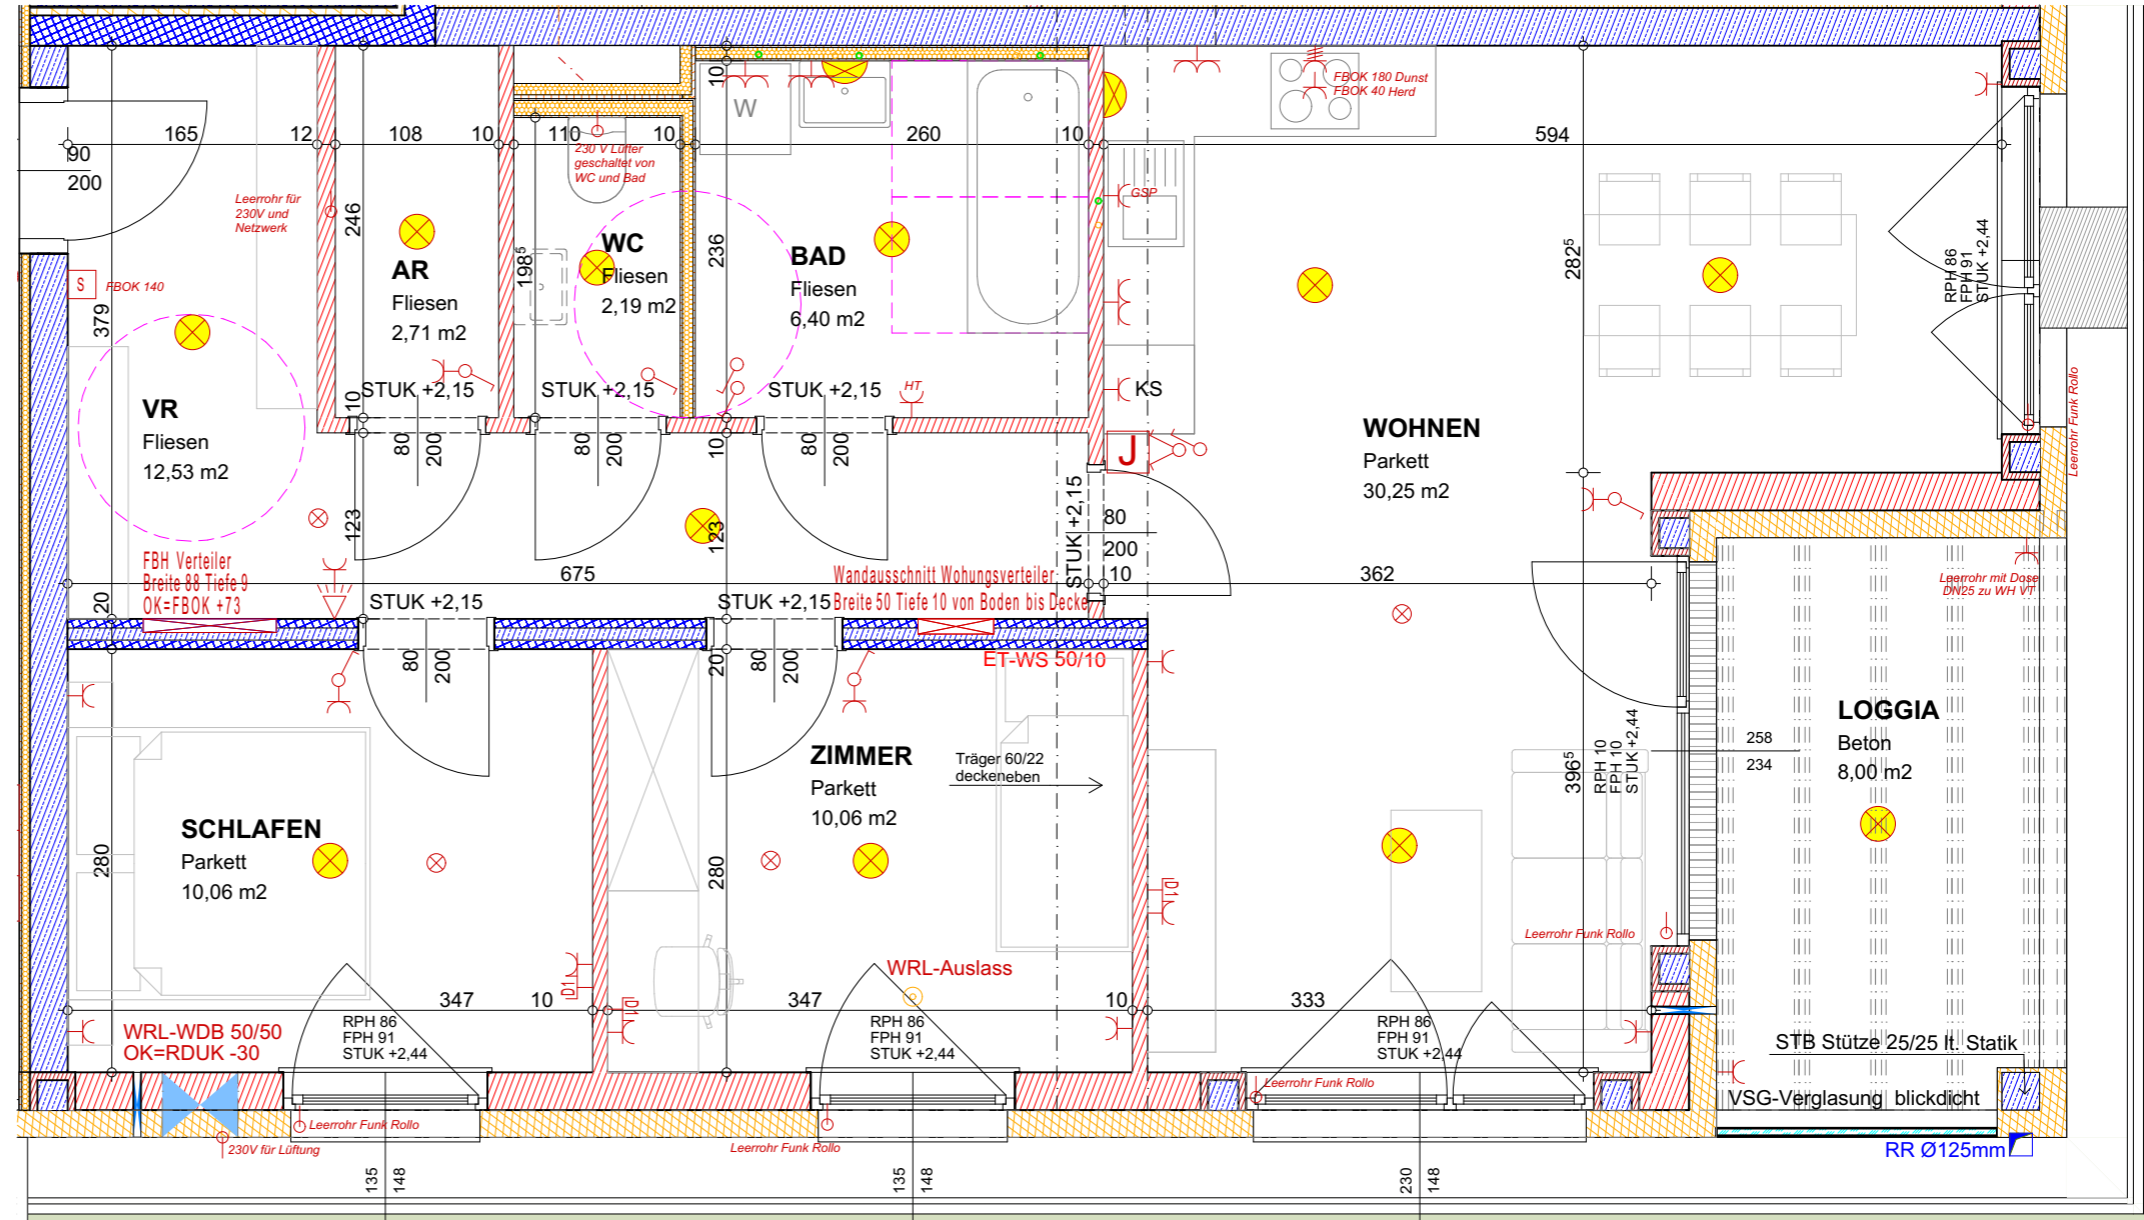 W
FBOK 180 Dunst
FBOK 40 Herd
165
12
108
10
110
10
10
260
10
594
90
200
230 V Lüfter
geschaltet von
WC und Bad
Leerrohr für
230V und
Netzwerk
246
198⁵
236
GSP
282⁵
RPH 86
FPH 91
STUK +2,44
AR
Fliesen
2,71 m2
WC
Fliesen
2,19 m2
BAD
Fliesen
6,40 m2
S
FBOK 140
379
VR
Fliesen
12,53 m2
STUK +2,15
STUK +2,15
STUK +2,15
HT
KS
10
10
80
200
80
200
80
200
J
WOHNEN
Parkett
30,25 m2
Leerrohr Funk Rollo
123
123
STUK +2,15
80
200
FBH Verteiler
Breite 88 Tiefe 9
OK=FBOK +73
675
Wandausschnitt Wohungsverteiler
Breite 50 Tiefe 10 von Boden bis Decke
10
362
Leerrohr mit Dose
DN25 zu WH VT
20
STUK +2,15
STUK +2,15
80
200
20
80
200
ET-WS 50/10
SCHLAFEN
Parkett
10,06 m2
ZIMMER
Parkett
10,06 m2
Träger 60/22
deckeneben
396⁵
RPH 10
FPH 10
STUK +2,44
258
234
LOGGIA
Beton
8,00 m2
280
280
D1
D1
D1
Leerrohr Funk Rollo
WRL-Auslass
347
10
347
10
333
WRL-WDB 50/50
OK=RDUK -30
RPH 86
FPH 91
STUK +2,44
RPH 86
FPH 91
STUK +2,44
RPH 86
FPH 91
STUK +2,44
STB Stütze 25/25 lt. Statik
VSG-Verglasung blickdicht
Leerrohr Funk Rollo
Leerrohr Funk Rollo
Leerrohr Funk Rollo
230V für Lüftung
RR Ø125mm
135
148
135
148
230
148